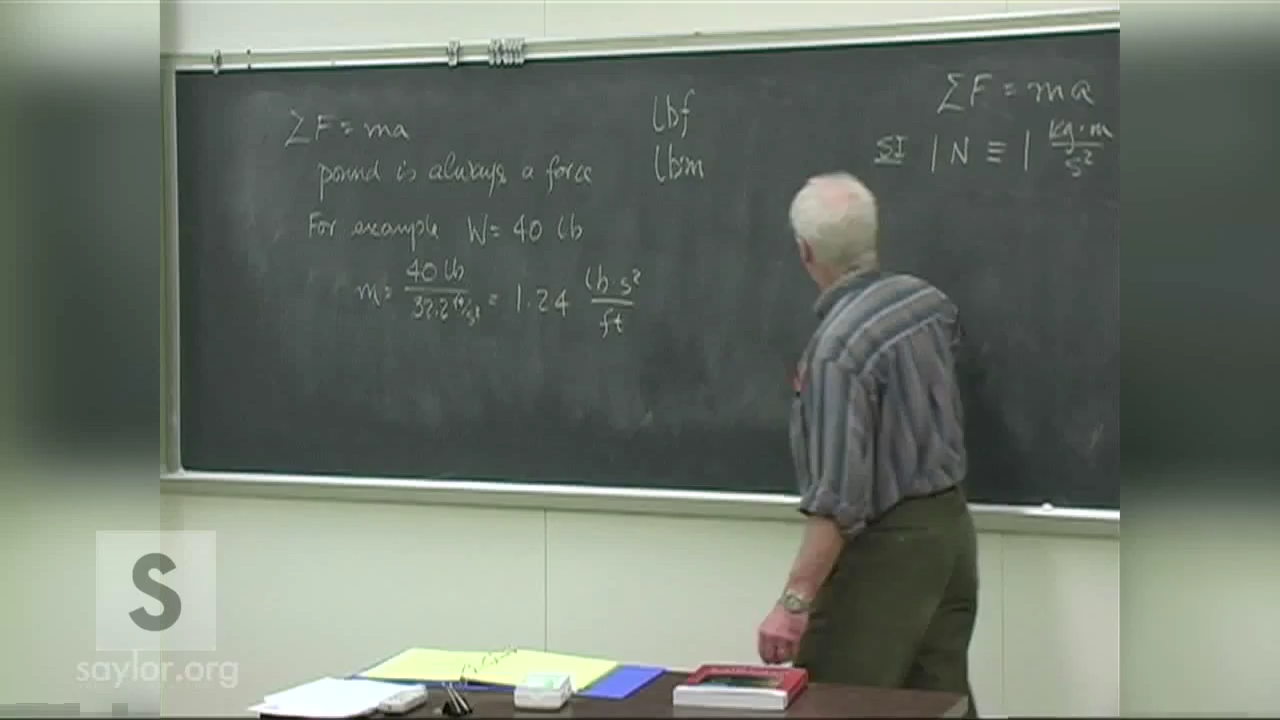 ΣF = ma
pound is always a force
For example W = 40 lb
m = 40 lb / 32.2 ft/s² = 1.24 lb s² / ft
lbf
lbm
ΣF = ma
SI 1 N ≡ 1 kg·m / s²
S
saylor.org